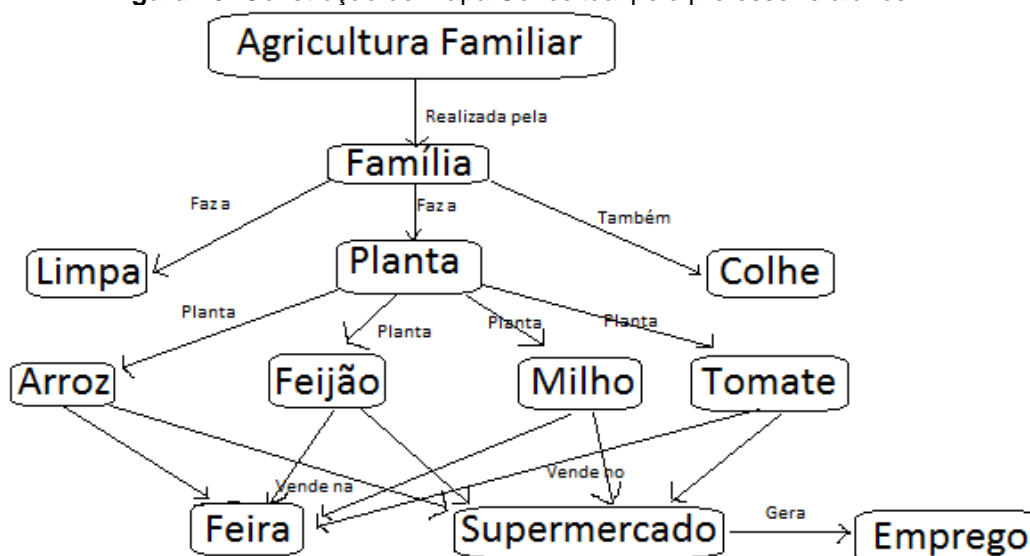 Agricultura Familiar
Realizada pela
Família
Faz a
Faz a
Também
Limpa
Planta
Colhe
Planta
Planta
Planta
Planta
Arroz
Feijão
Milho
Tomate
Vende na
Vende no
Feira
Supermercado
Gera
Emprego